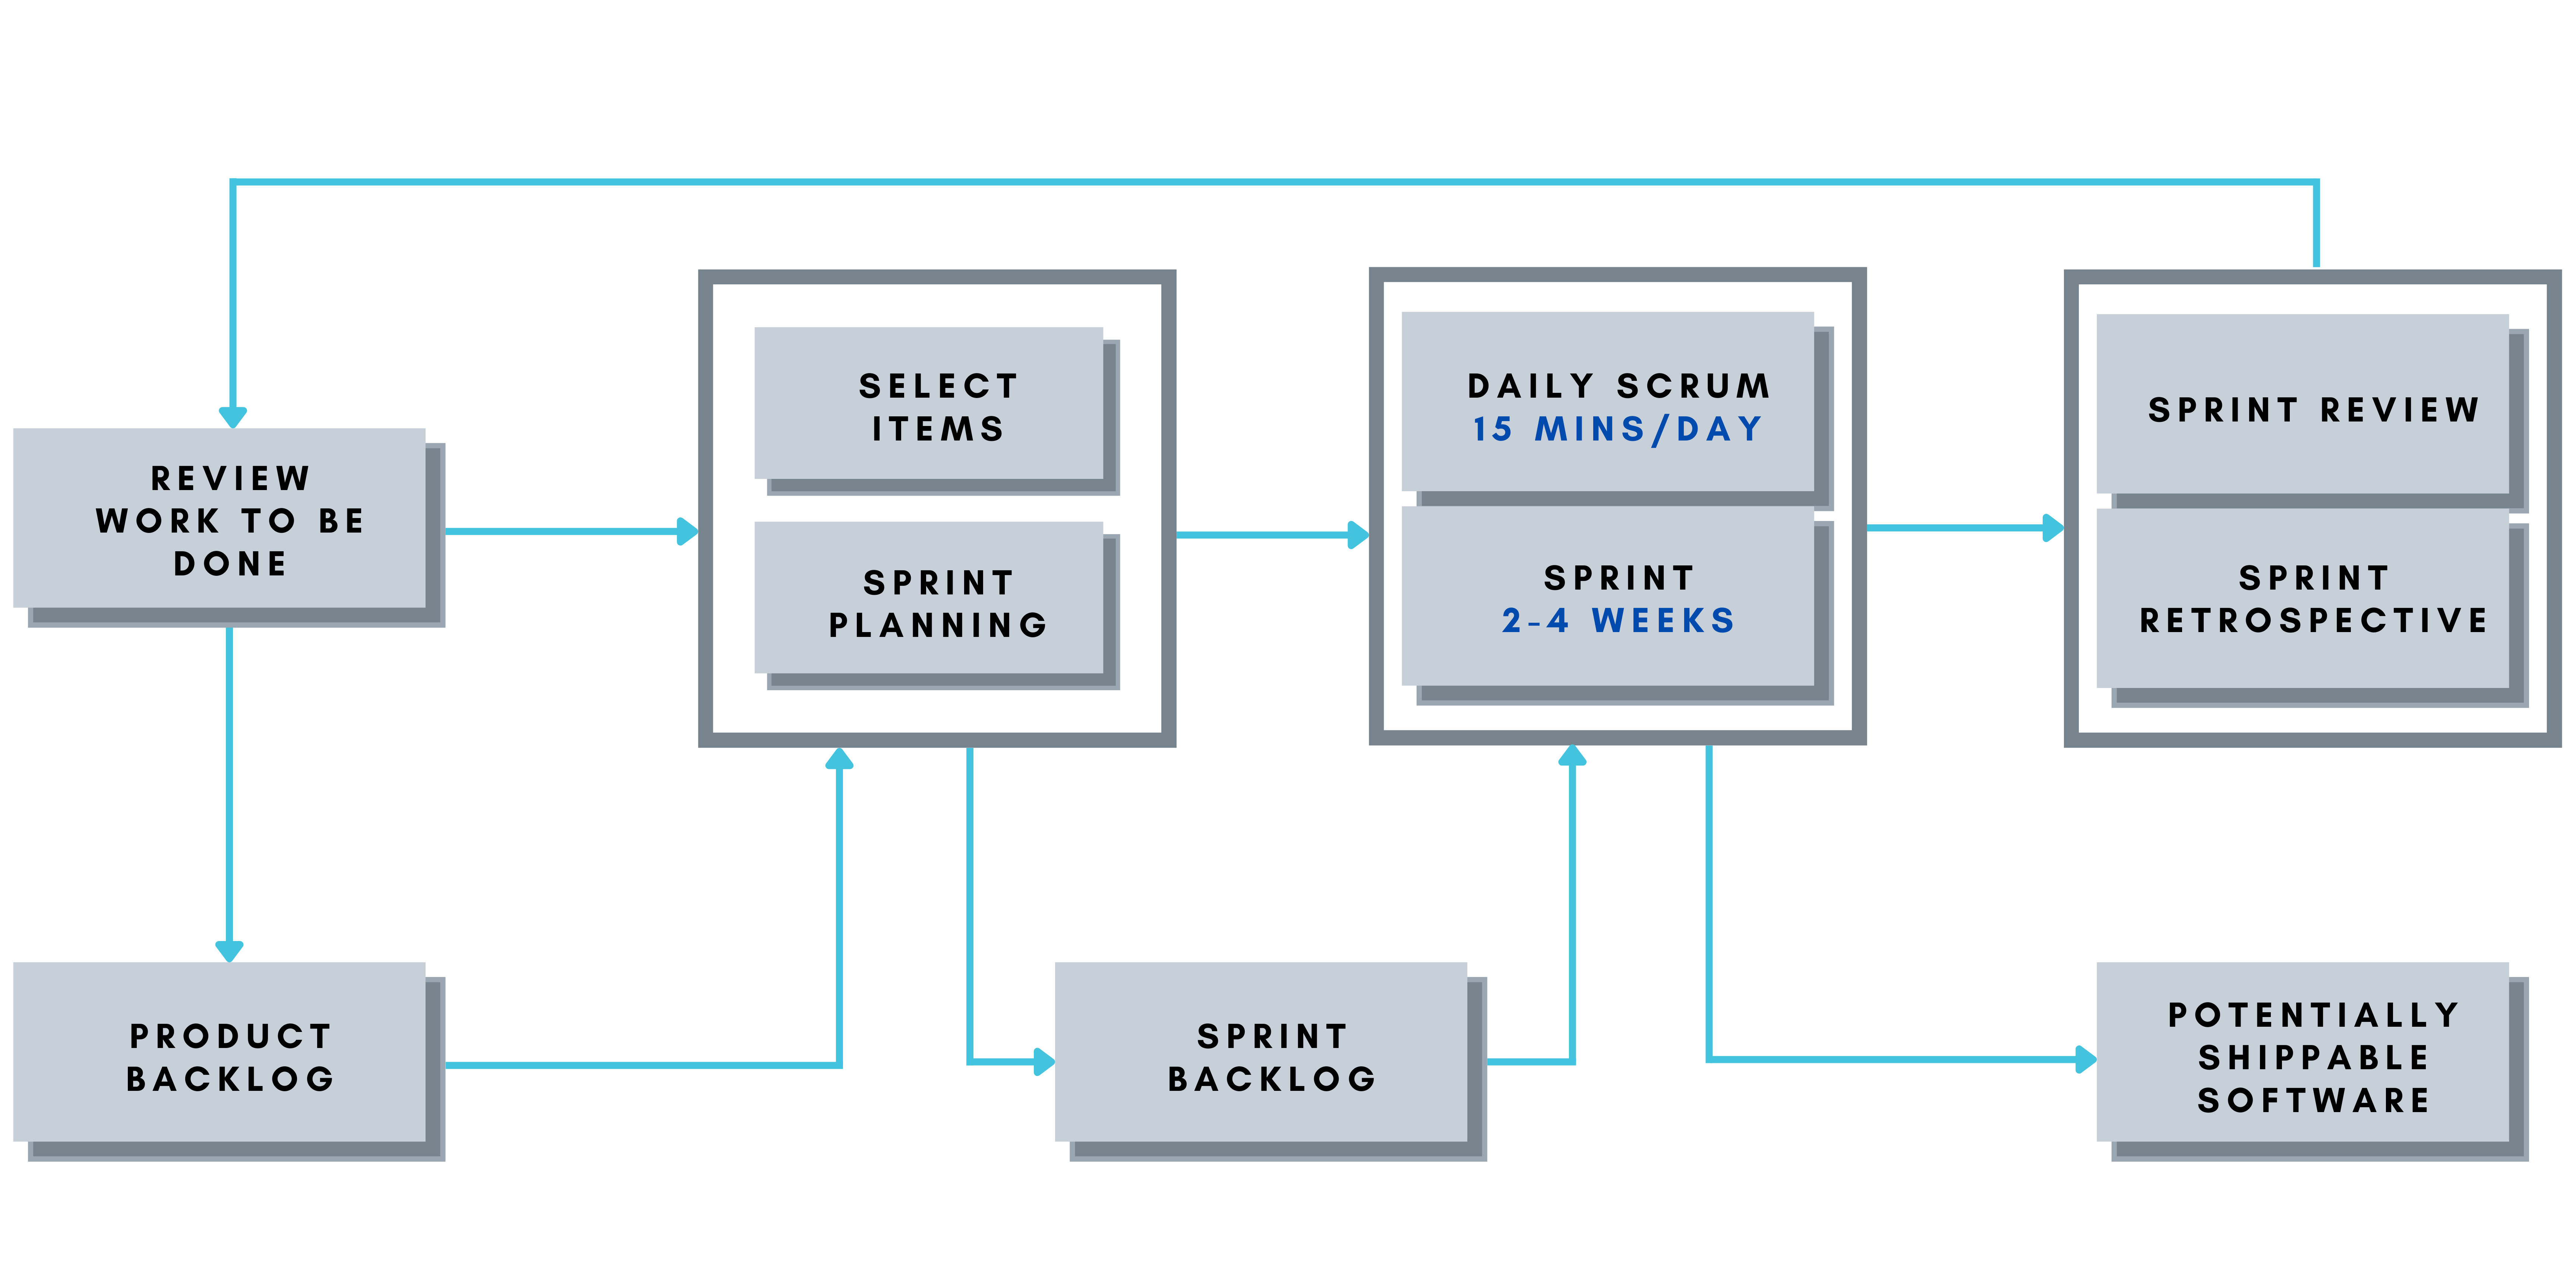 REVIEW
WORK TO BE
DONE
SELECT
ITEMS
SPRINT
PLANNING
DAILY SCRUM
15 MINS/DAY
SPRINT
2-4 WEEKS
SPRINT REVIEW
SPRINT
RETROSPECTIVE
PRODUCT
BACKLOG
SPRINT
BACKLOG
POTENTIALLY
SHIPPABLE
SOFTWARE